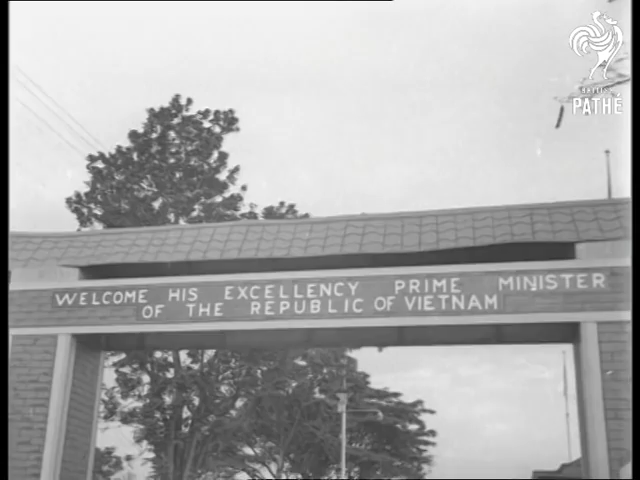 BRITISH
PATHÉ
WELCOME HIS EXCELLENCY PRIME MINISTER
OF THE REPUBLIC OF VIETNAM